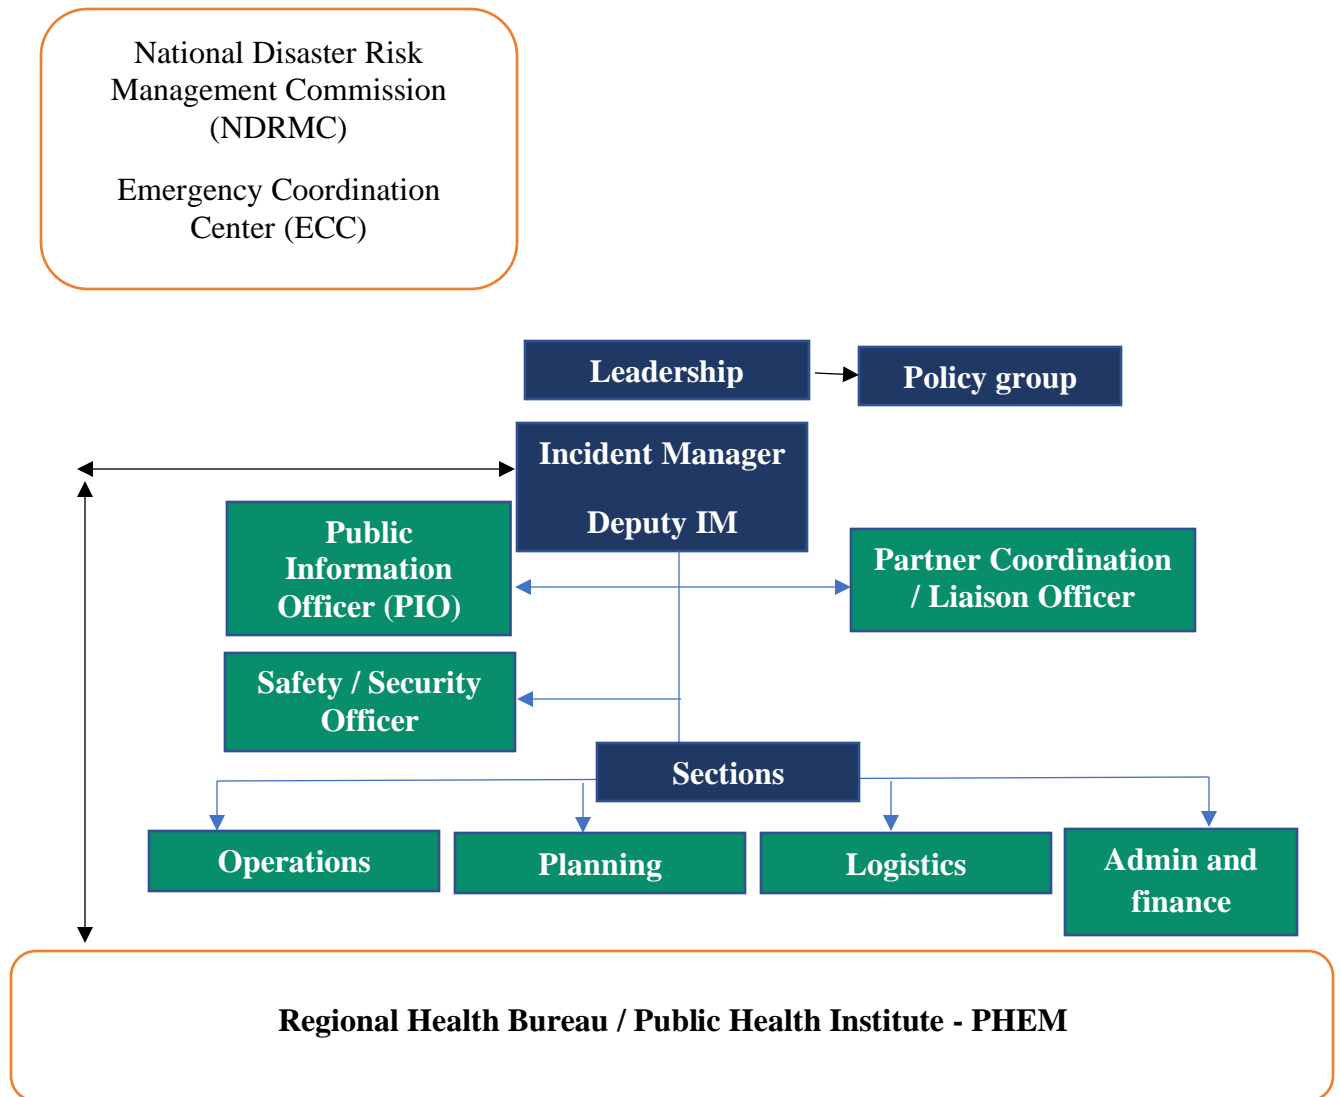 National Disaster Risk
Management Commission
(NDRMC)
Emergency Coordination
Center (ECC)
Leadership
Policy group
Incident Manager
Deputy IM
Public
Information
Officer (PIO)
Partner Coordination
/ Liaison Officer
Safety / Security
Officer
Sections
Operations
Planning
Logistics
Admin and
finance
Regional Health Bureau / Public Health Institute - PHEM